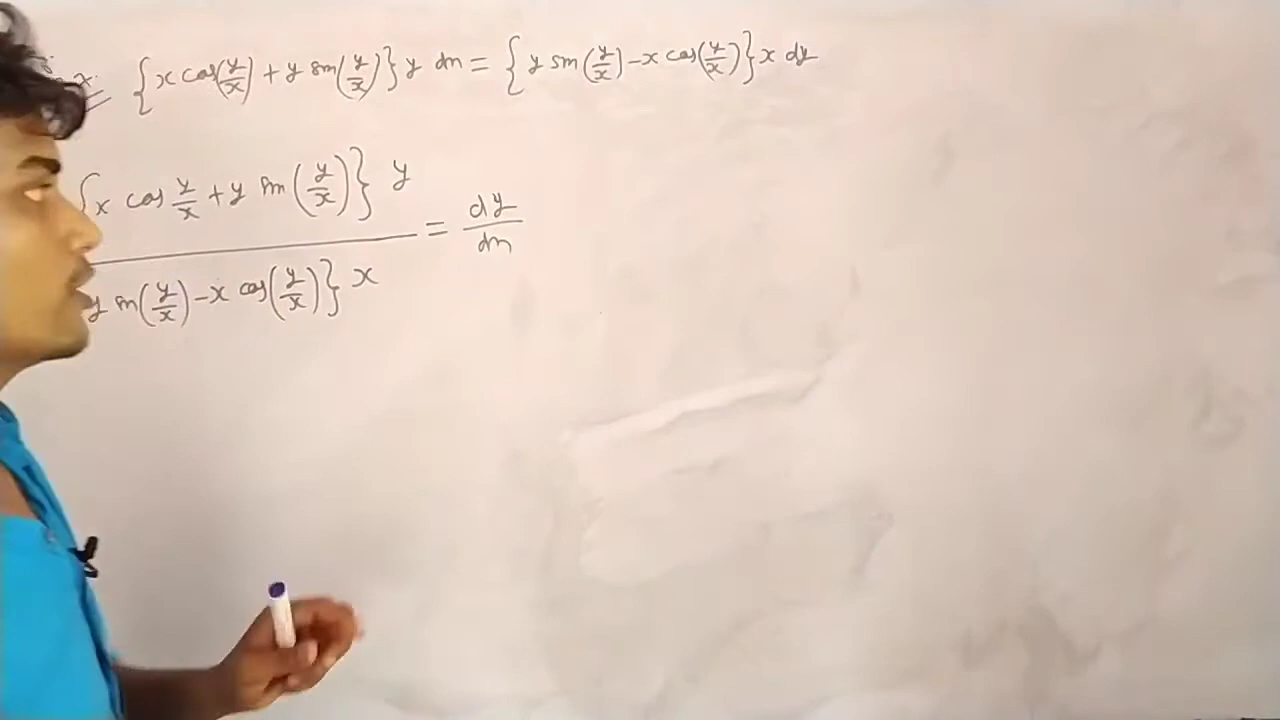 {x cos(y/x) + y sin(y/x)} y dx = {y sin(y/x) - x cos(y/x)} x dy
{x cos y/x + y sin(y/x)} y / y sin(y/x) - x cos(y/x)} x = dy/dx